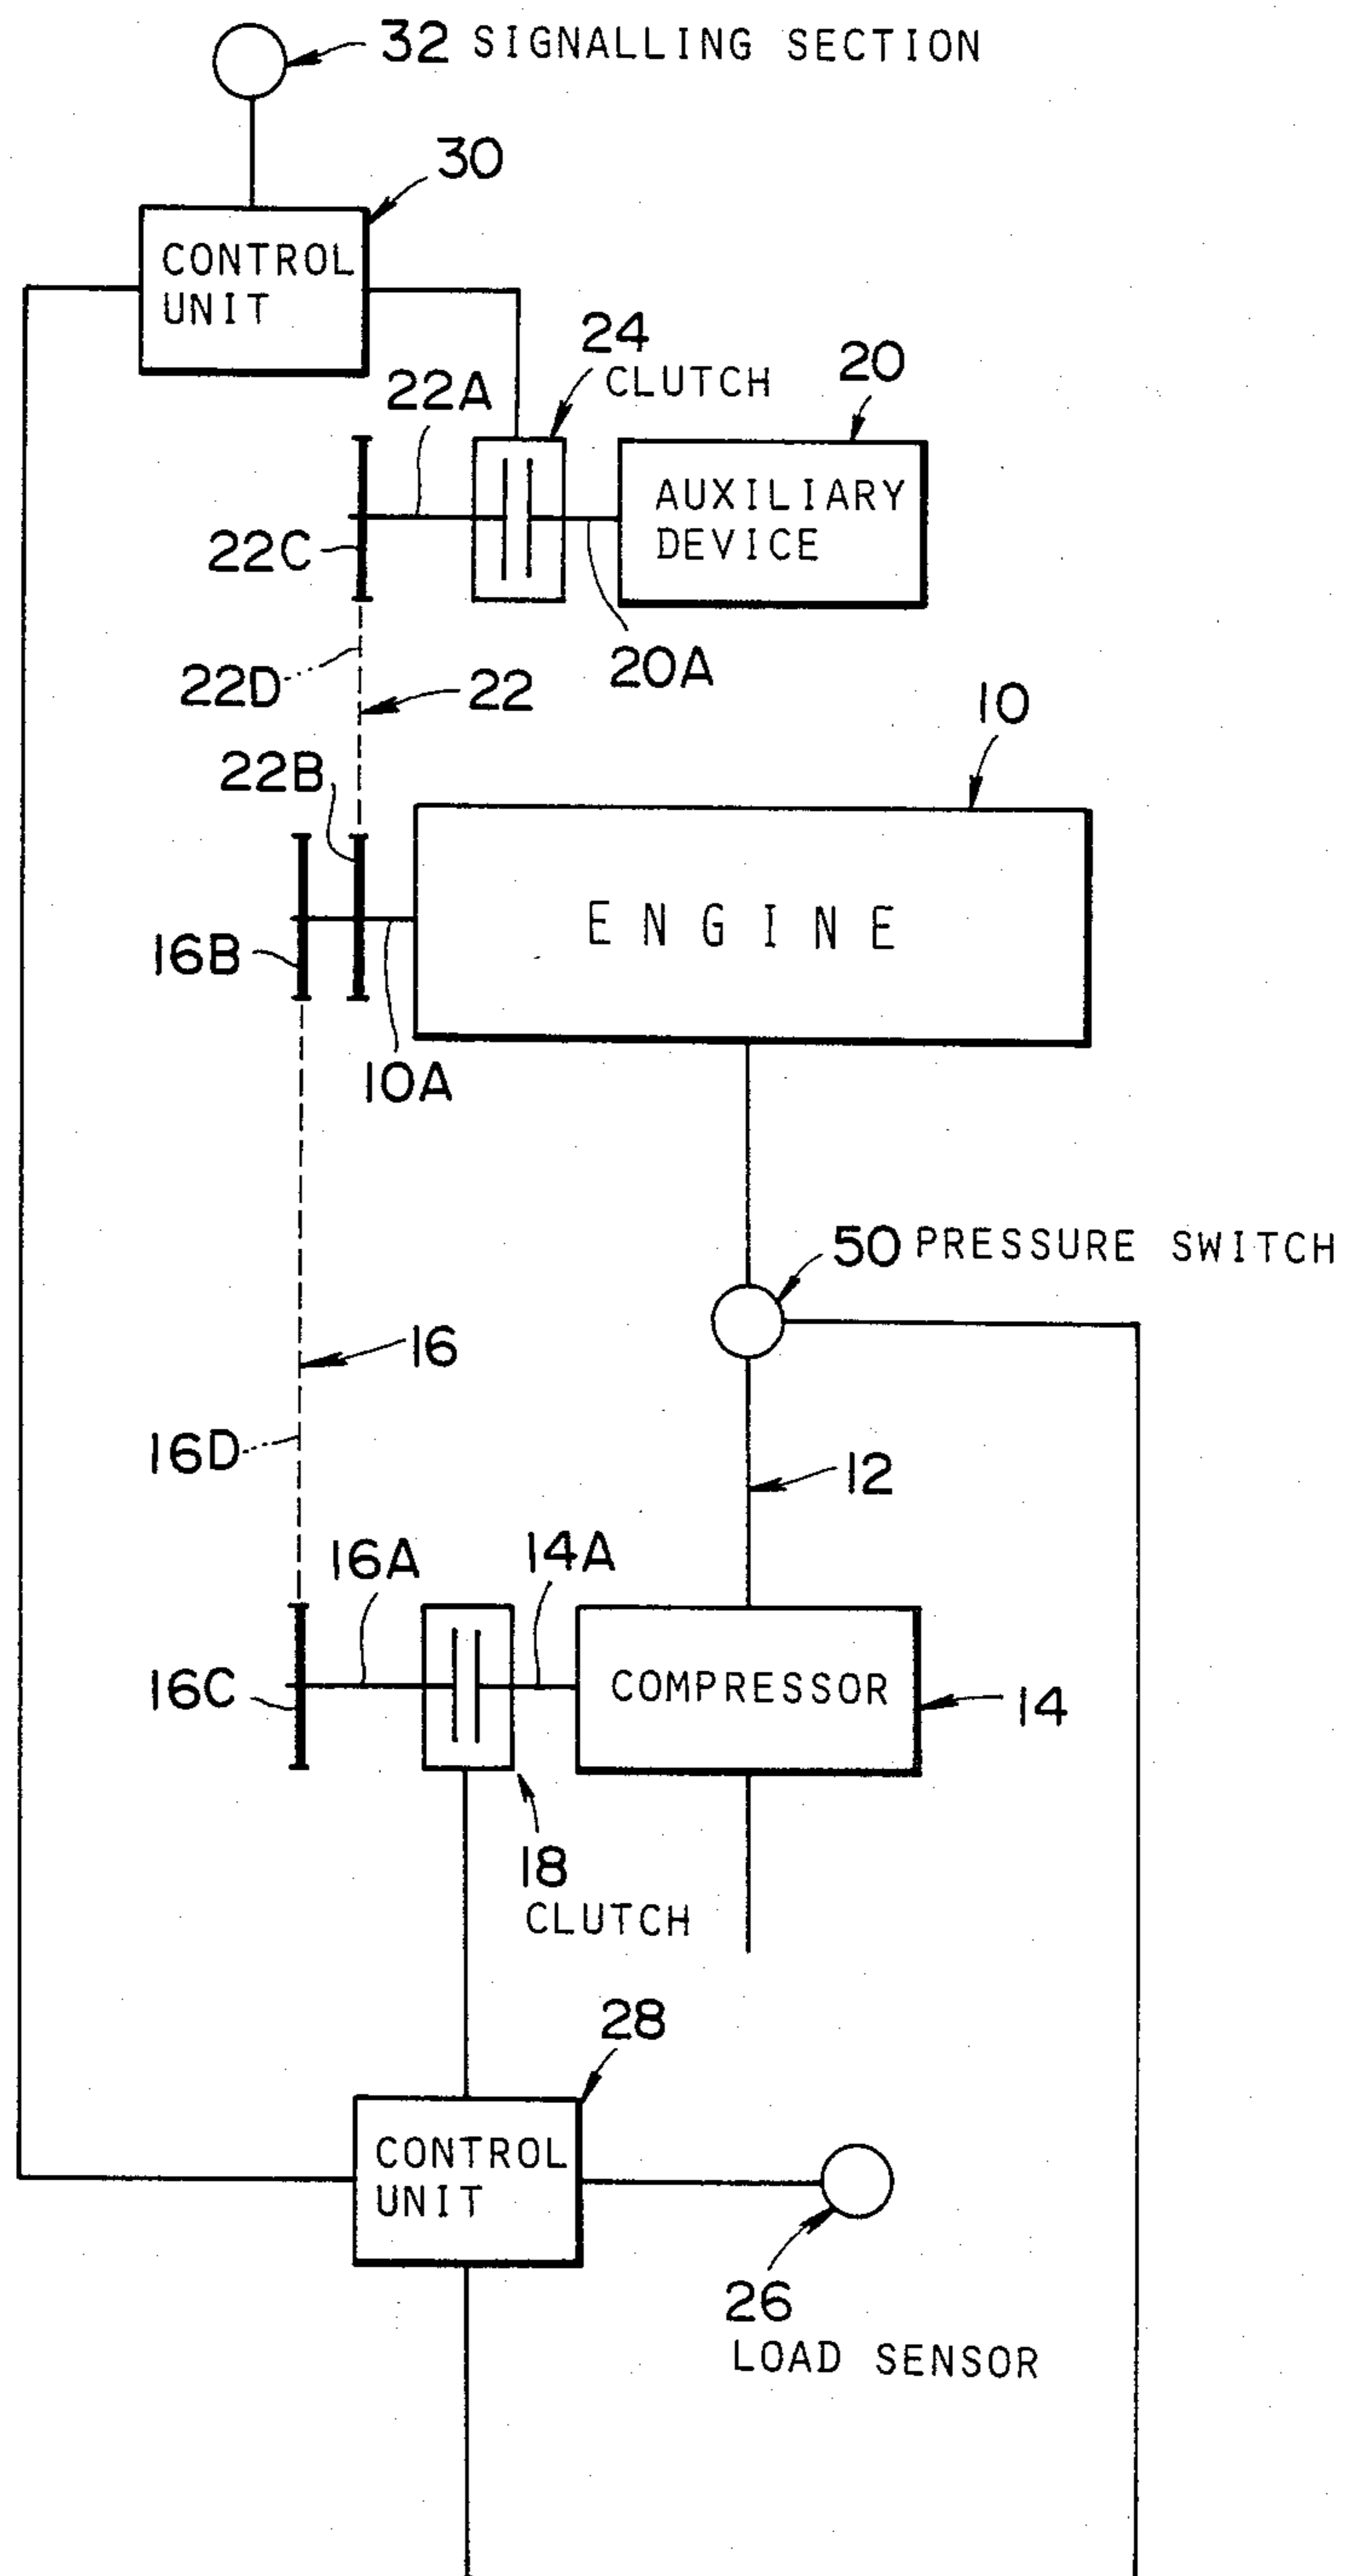 32 SIGNALLING SECTION
30
CONTROL
UNIT
24
CLUTCH
20
22A
AUXILIARY
DEVICE
22C
20A
22D
22
10
22B
ENGINE
16B
10A
50 PRESSURE SWITCH
16
16D
12
16A
14A
COMPRESSOR
16C
14
18
CLUTCH
28
CONTROL
UNIT
26
LOAD SENSOR